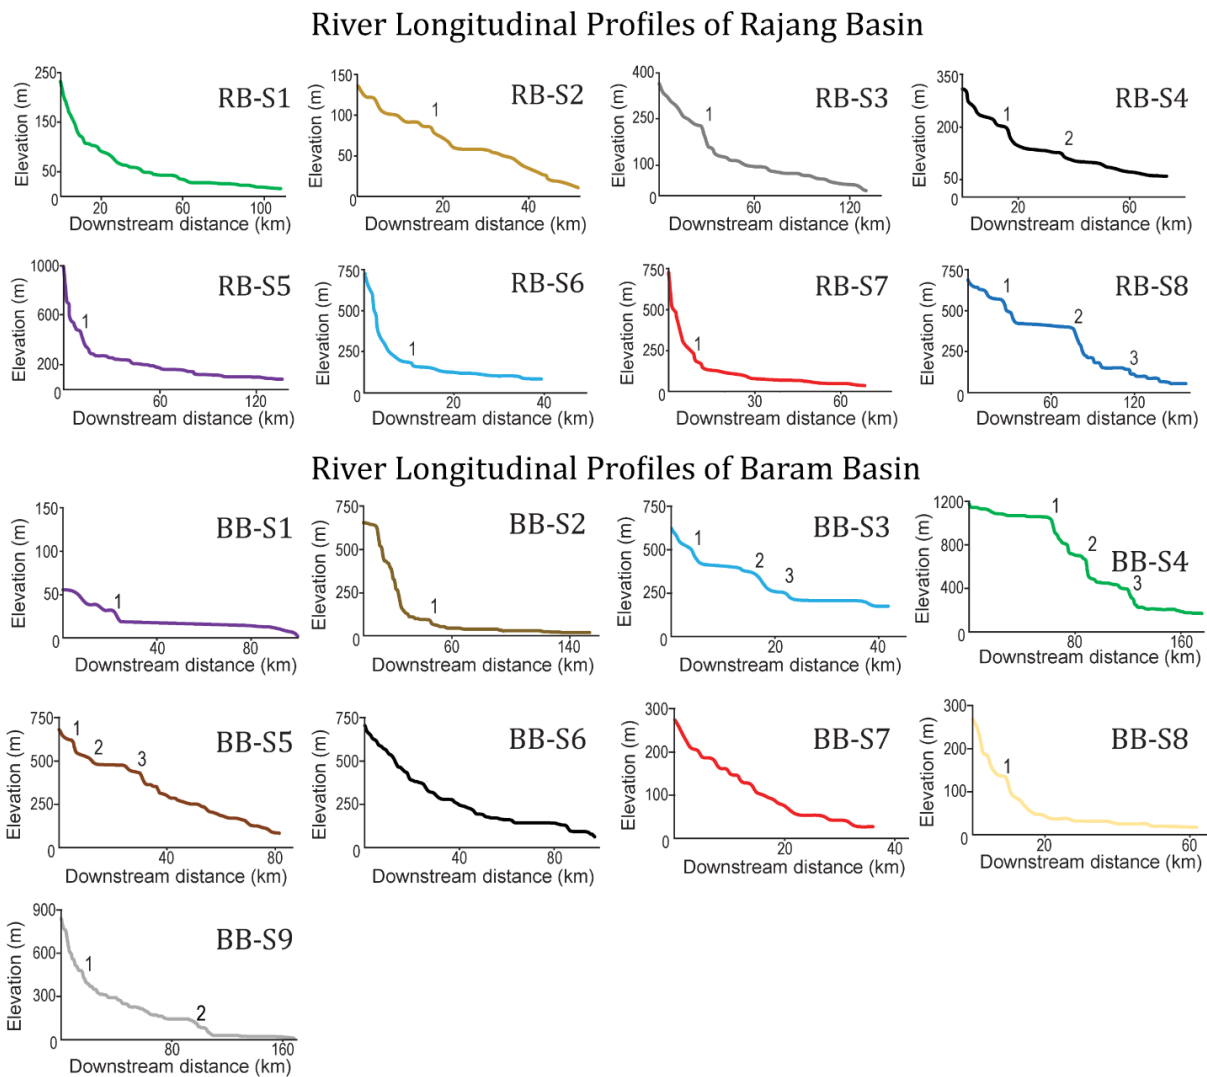 River Longitudinal Profiles of Rajang Basin
RB-S1
Elevation (m)
250
150
50
0
20
60
100
Downstream distance (km)
RB-S2
1
Elevation (m)
150
100
50
0
20
40
Downstream distance (km)
RB-S3
1
Elevation (m)
400
250
100
0
60
120
Downstream distance (km)
RB-S4
1
2
Elevation (m)
350
200
50
0
20
60
Downstream distance (km)
RB-S5
1
Elevation (m)
1000
600
200
0
60
120
Downstream distance (km)
RB-S6
1
Elevation (m)
750
500
250
0
20
40
Downstream distance (km)
RB-S7
1
Elevation (m)
750
500
250
0
30
60
Downstream distance (km)
RB-S8
1
2
3
Elevation (m)
750
500
250
0
60
120
Downstream distance (km)
River Longitudinal Profiles of Baram Basin
BB-S1
1
Elevation (m)
150
100
50
0
40
80
Downstream distance (km)
BB-S2
1
Elevation (m)
750
500
250
0
60
140
Downstream distance (km)
BB-S3
1
2
3
Elevation (m)
750
500
250
0
20
40
Downstream distance (km)
BB-S4
1
2
3
Elevation (m)
1200
800
400
0
80
160
Downstream distance (km)
BB-S5
1
2
3
Elevation (m)
750
500
250
0
40
80
Downstream distance (km)
BB-S6
Elevation (m)
750
500
250
0
40
80
Downstream distance (km)
BB-S7
Elevation (m)
300
200
100
0
20
40
Downstream distance (km)
BB-S8
1
Elevation (m)
300
200
100
0
20
60
Downstream distance (km)
BB-S9
1
2
Elevation (m)
900
600
300
0
80
160
Downstream distance (km)